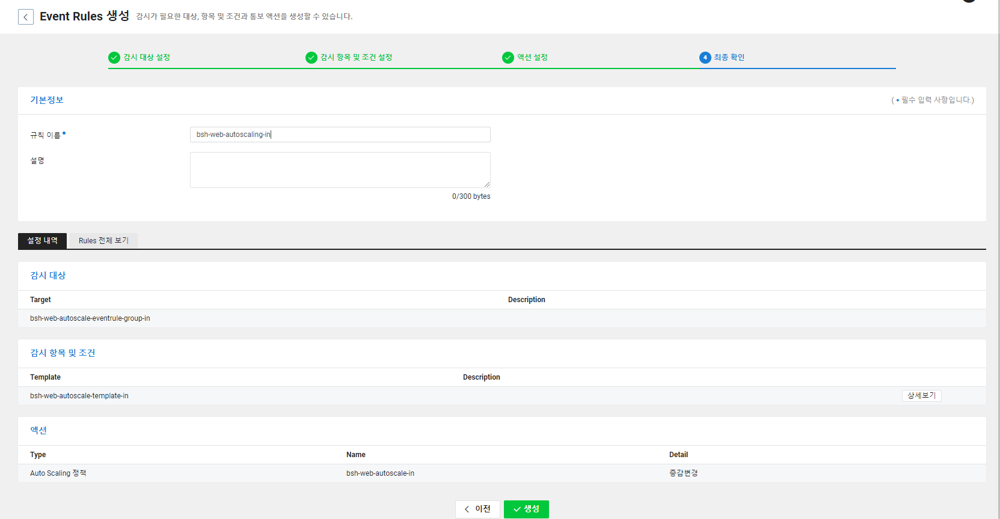 Event Rules 생성 감시가 필요한 대상, 항목 및 조건과 통보 액션을 생성할 수 있습니다.
감시 대상 설정 감시 항목 및 조건 설정 액션 설정 4 최종 확인
기본정보 ( • 필수 입력 사항입니다.)
규칙 이름 • bsh-web-autoscaling-in
설명
0/300 bytes
설정 내역 Rules 전체 보기
감시 대상
Target Description
bsh-web-autoscale-eventrule-group-in
감시 항목 및 조건
Template Description
bsh-web-autoscale-template-in 상세보기
액션
Type Name Detail
Auto Scaling 정책 bsh-web-autoscale-in 증감변경
이전 생성